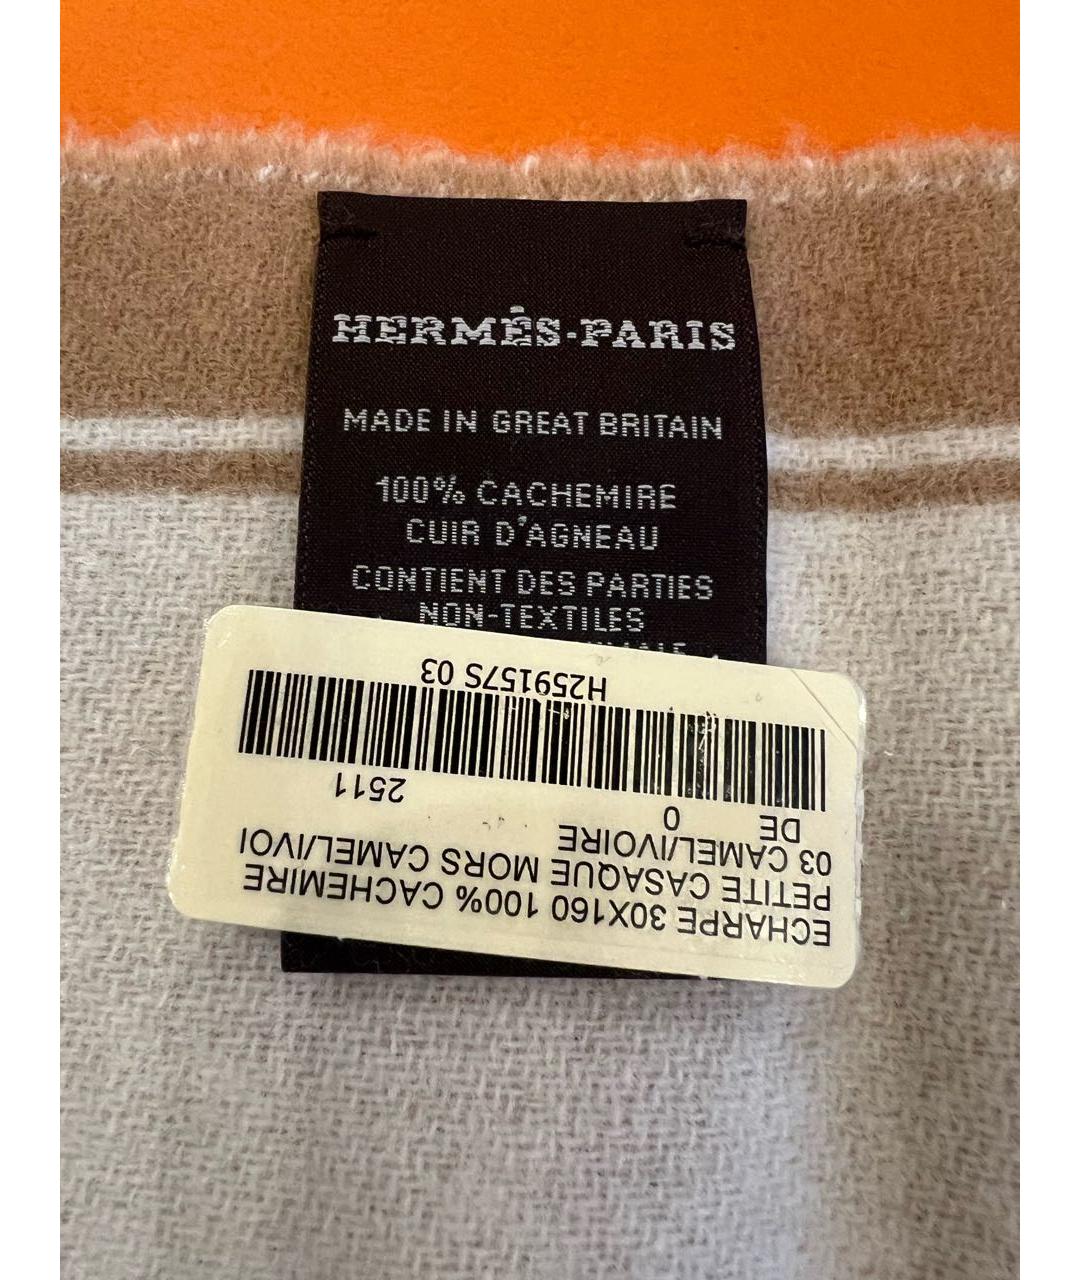 HERMÈS-PARIS
MADE IN GREAT BRITAIN
100% CACHEMIRE
CUIR D'AGNEAU
CONTIENT DES PARTIES
NON-TEXTILES
ECHARPE 30X160 100% CACHEMIRE
PETITE CASAQUE MORS CAMEL/IVOI
03 CAMEL/IVOIRE
DE 0
2511
H259157S 03